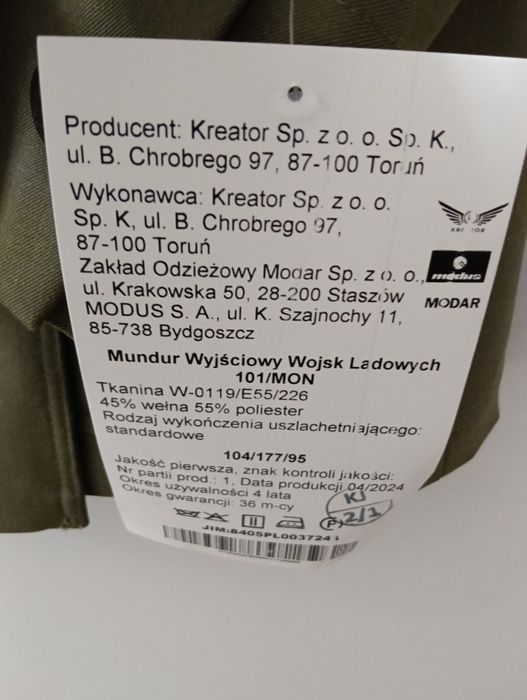 Producent: Kreator Sp. z o. o. Sp. K.,
ul. B. Chrobrego 97, 87-100 Toruń
Wykonawca: Kreator Sp. z o. o.
Sp. K, ul. B. Chrobrego 97,
87-100 Toruń
KREATOR
Zakład Odzieżowy Modar Sp. z o. o.,
modus
ul. Krakowska 50, 28-200 Staszów
MODAR
MODUS S. A., ul. K. Szajnochy 11,
85-738 Bydgoszcz
Mundur Wyjściowy Wojsk Lądowych
101/MON
Tkanina W-0119/E55/226
45% wełna 55% poliester
Rodzaj wykończenia uszlachetniającego:
standardowe
104/177/95
Jakość pierwsza, znak kontroli jakości:
Nr partii prod.: 1. Data produkcji 04/2024
Okres używalności 4 lata
Okres gwarancji: 36 m-cy
KJ
2/1
P
JIM:8405PL0037241